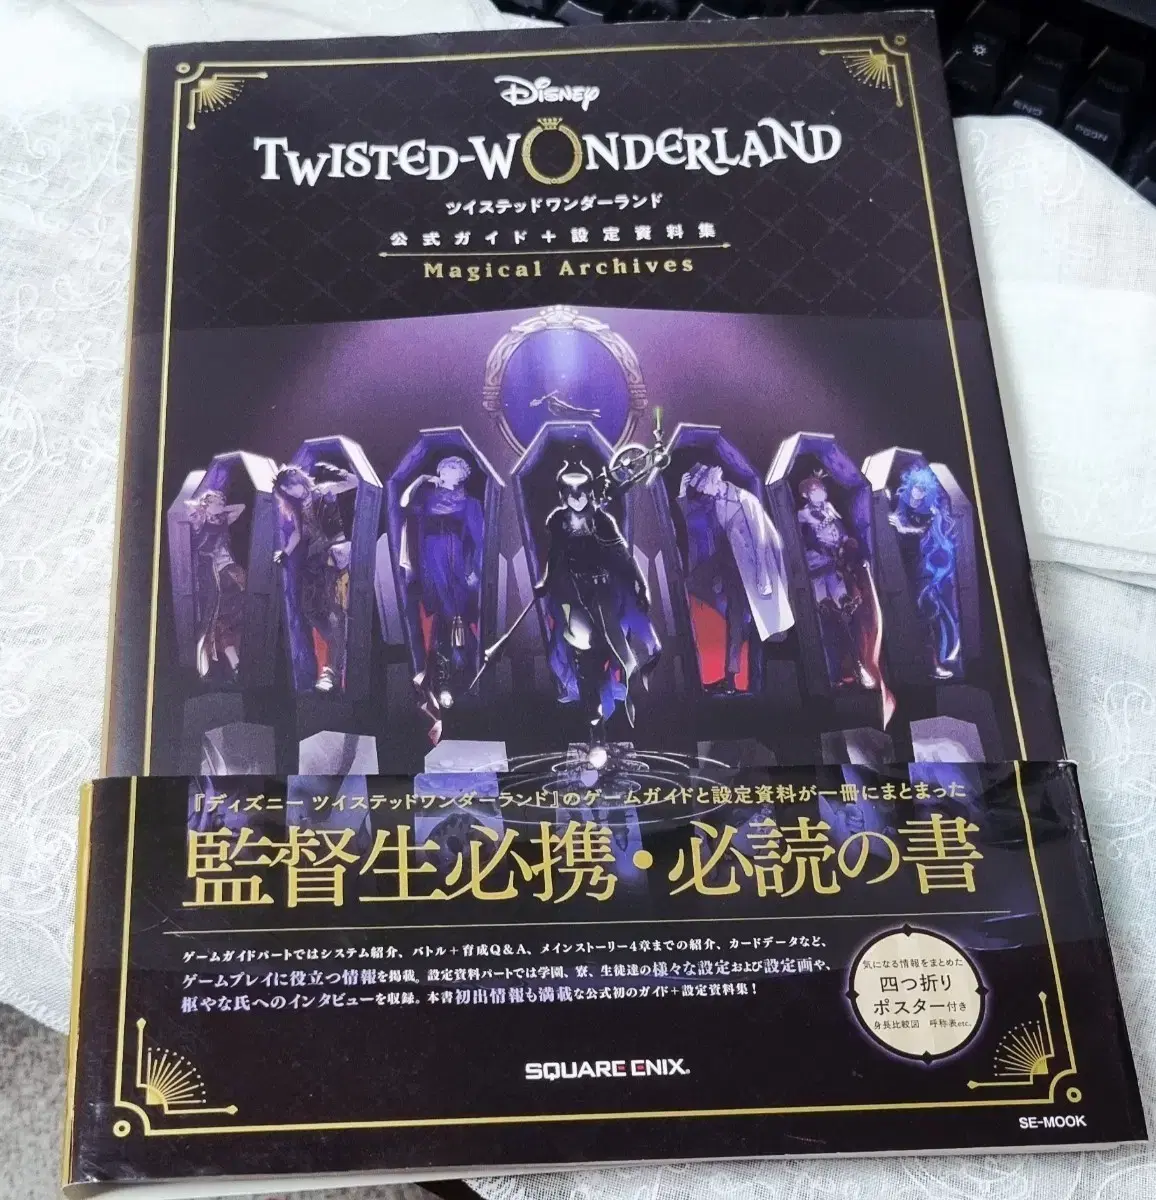 Disney
TWISTED-WONDERLAND
ツイステッドワンダーランド
公式ガイド+設定資料集
Magical Archives
『ディズニー ツイステッドワンダーランド』のゲームガイドと設定資料が一冊にまとまった
監督生必携・必読の書
ゲームガイドパートではシステム紹介、バトル+育成Q&A、メインストーリー4章までの紹介、カードデータなど、
ゲームプレイに役立つ情報を掲載。設定資料パートでは学園、寮、生徒達の様々な設定および設定画や、
枢やな氏へのインタビューを収録。本書初出情報も満載な公式初のガイド+設定資料集!
気になる情報をまとめた
四つ折り
ポスター付き
身長比較図 呼称表etc.
SQUARE ENIX.
SE-MOOK
END
PGDN